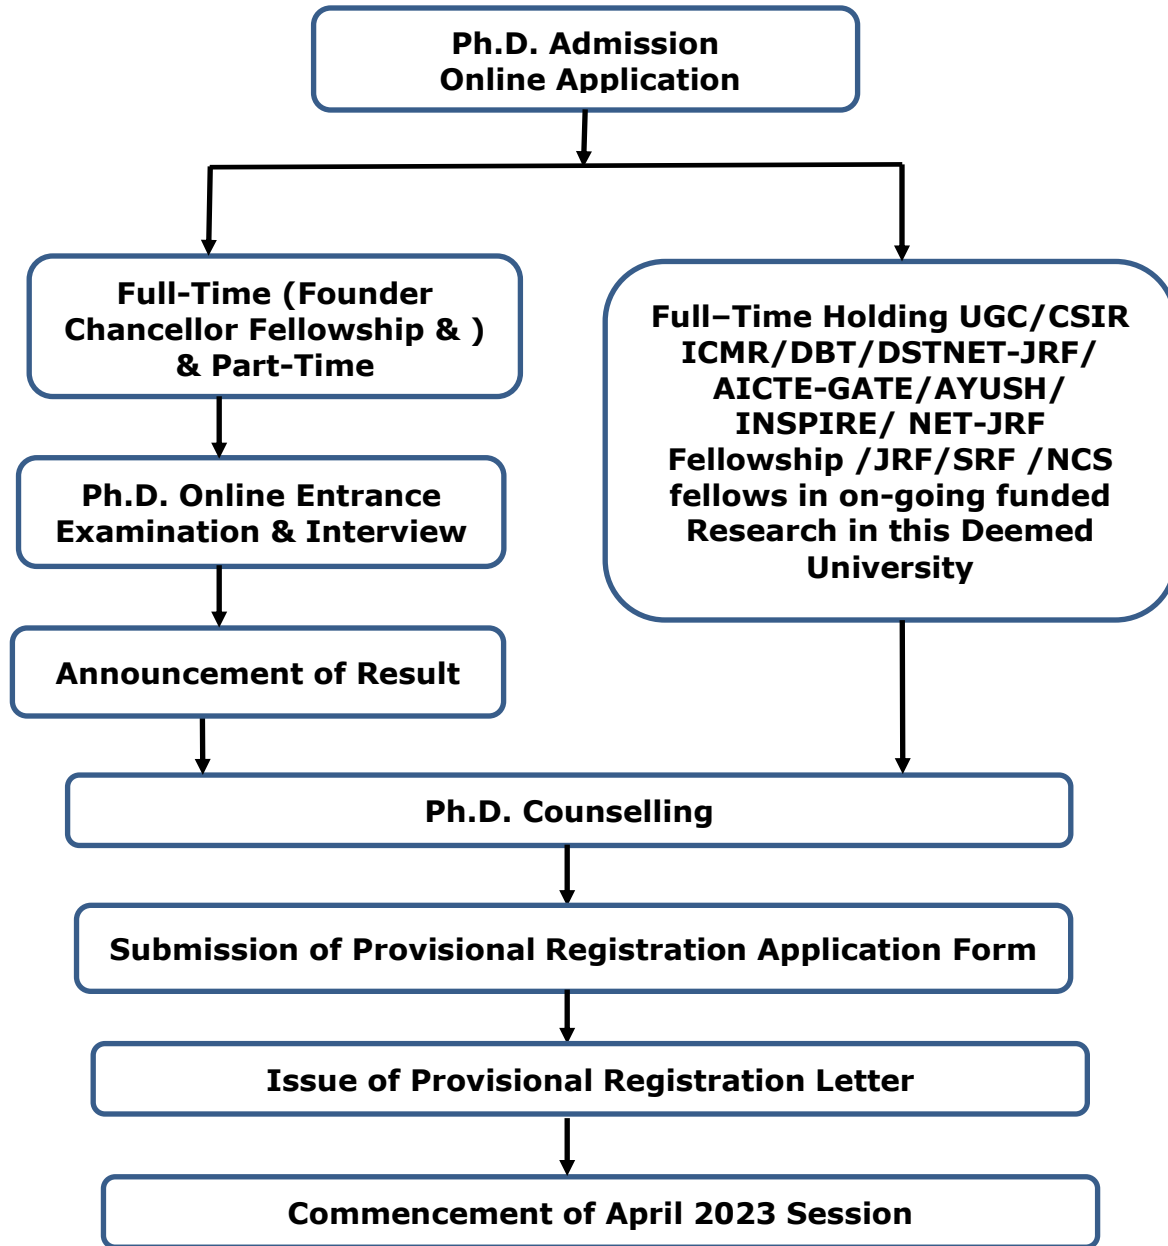 Ph.D. Admission
Online Application
Full-Time (Founder
Chancellor Fellowship & )
& Part-Time
Ph.D. Online Entrance
Examination & Interview
Announcement of Result
Full–Time Holding UGC/CSIR
ICMR/DBT/DSTNET-JRF/
AICTE-GATE/AYUSH/
INSPIRE/ NET-JRF
Fellowship /JRF/SRF /NCS
fellows in on-going funded
Research in this Deemed
University
Ph.D. Counselling
Submission of Provisional Registration Application Form
Issue of Provisional Registration Letter
Commencement of April 2023 Session